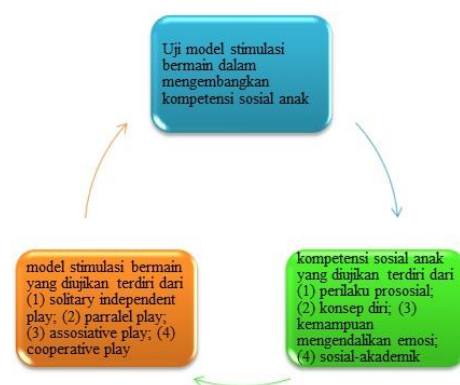 Uji model stimulasi
bermain dalam
mengembangkan
kompetensi sosial anak
kompetensi sosial anak
yang diujikan terdiri dari
(1) perilaku prososial;
(2) konsep diri; (3)
kemampuan
mengendalikan emosi;
(4) sosial-akademik
model stimulasi bermain
yang diujikan terdiri dari
(1) solitary independent
play; (2) parralel play;
(3) assosiative play; (4)
cooperative play